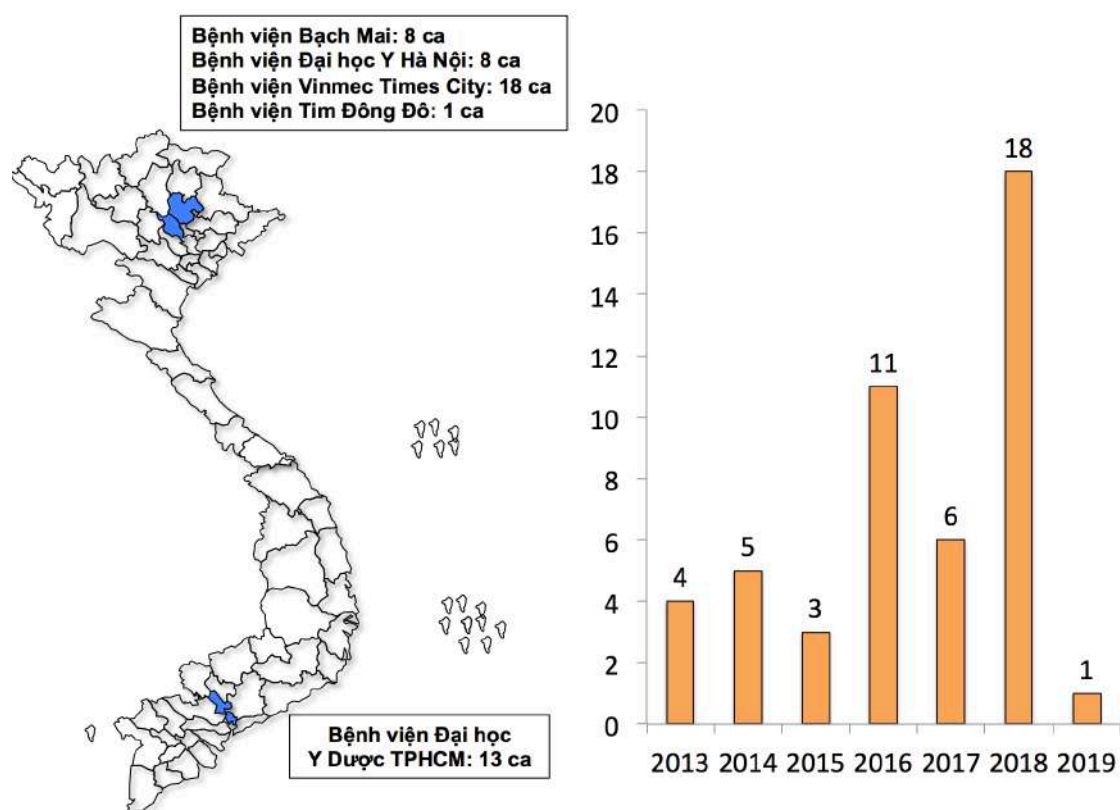 Bệnh viện Bạch Mai: 8 ca
Bệnh viện Đại học Y Hà Nội: 8 ca
Bệnh viện Vinmec Times City: 18 ca
Bệnh viện Tim Đông Đô: 1 ca
Bệnh viện Đại học
Y Dược TPHCM: 13 ca
20
18
16
14
12
10
8
6
4
2
0
4
5
3
11
6
18
1
2013 2014 2015 2016 2017 2018 2019